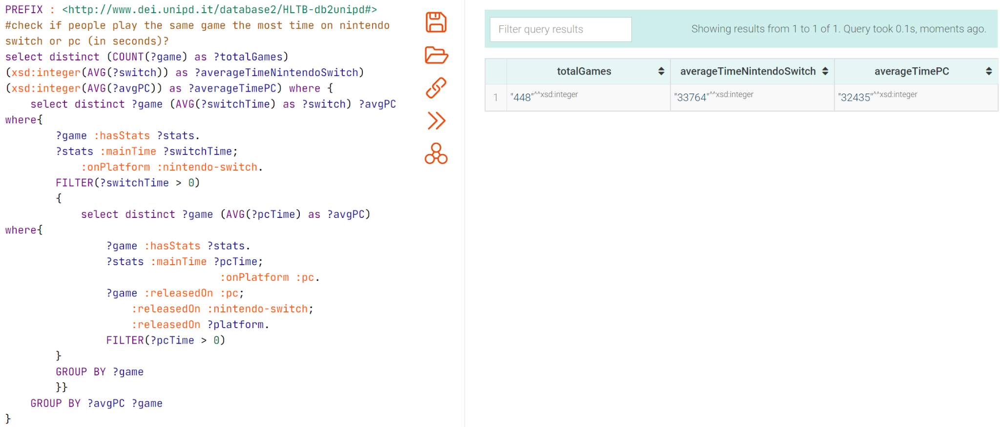 PREFIX : <http://www.dei.unipd.it/database2/HLTB-db2unipd#>
#check if people play the same game the most time on nintendo
switch or pc (in seconds)?
select distinct (COUNT(?game) as ?totalGames)
(xsd:integer(AVG(?switch)) as ?averageTimeNintendoSwitch)
(xsd:integer(AVG(?avgPC)) as ?averageTimePC) where {
    select distinct ?game (AVG(?switchTime) as ?switch) ?avgPC
where{
        ?game :hasStats ?stats.
        ?stats :mainTime ?switchTime;
            :onPlatform :nintendo-switch.
        FILTER(?switchTime > 0)
        {
            select distinct ?game (AVG(?pcTime) as ?avgPC)
where{
                ?game :hasStats ?stats.
                ?stats :mainTime ?pcTime;
                                  :onPlatform :pc.
                ?game :releasedOn :pc;
                    :releasedOn :nintendo-switch;
                    :releasedOn ?platform.
                FILTER(?pcTime > 0)
        }
        GROUP BY ?game
        }}
    GROUP BY ?avgPC ?game
}
Filter query results
Showing results from 1 to 1 of 1. Query took 0.1s, moments ago.
totalGames averageTimeNintendoSwitch averageTimePC
1 "448"^^xsd:integer "33764"^^xsd:integer "32435"^^xsd:integer